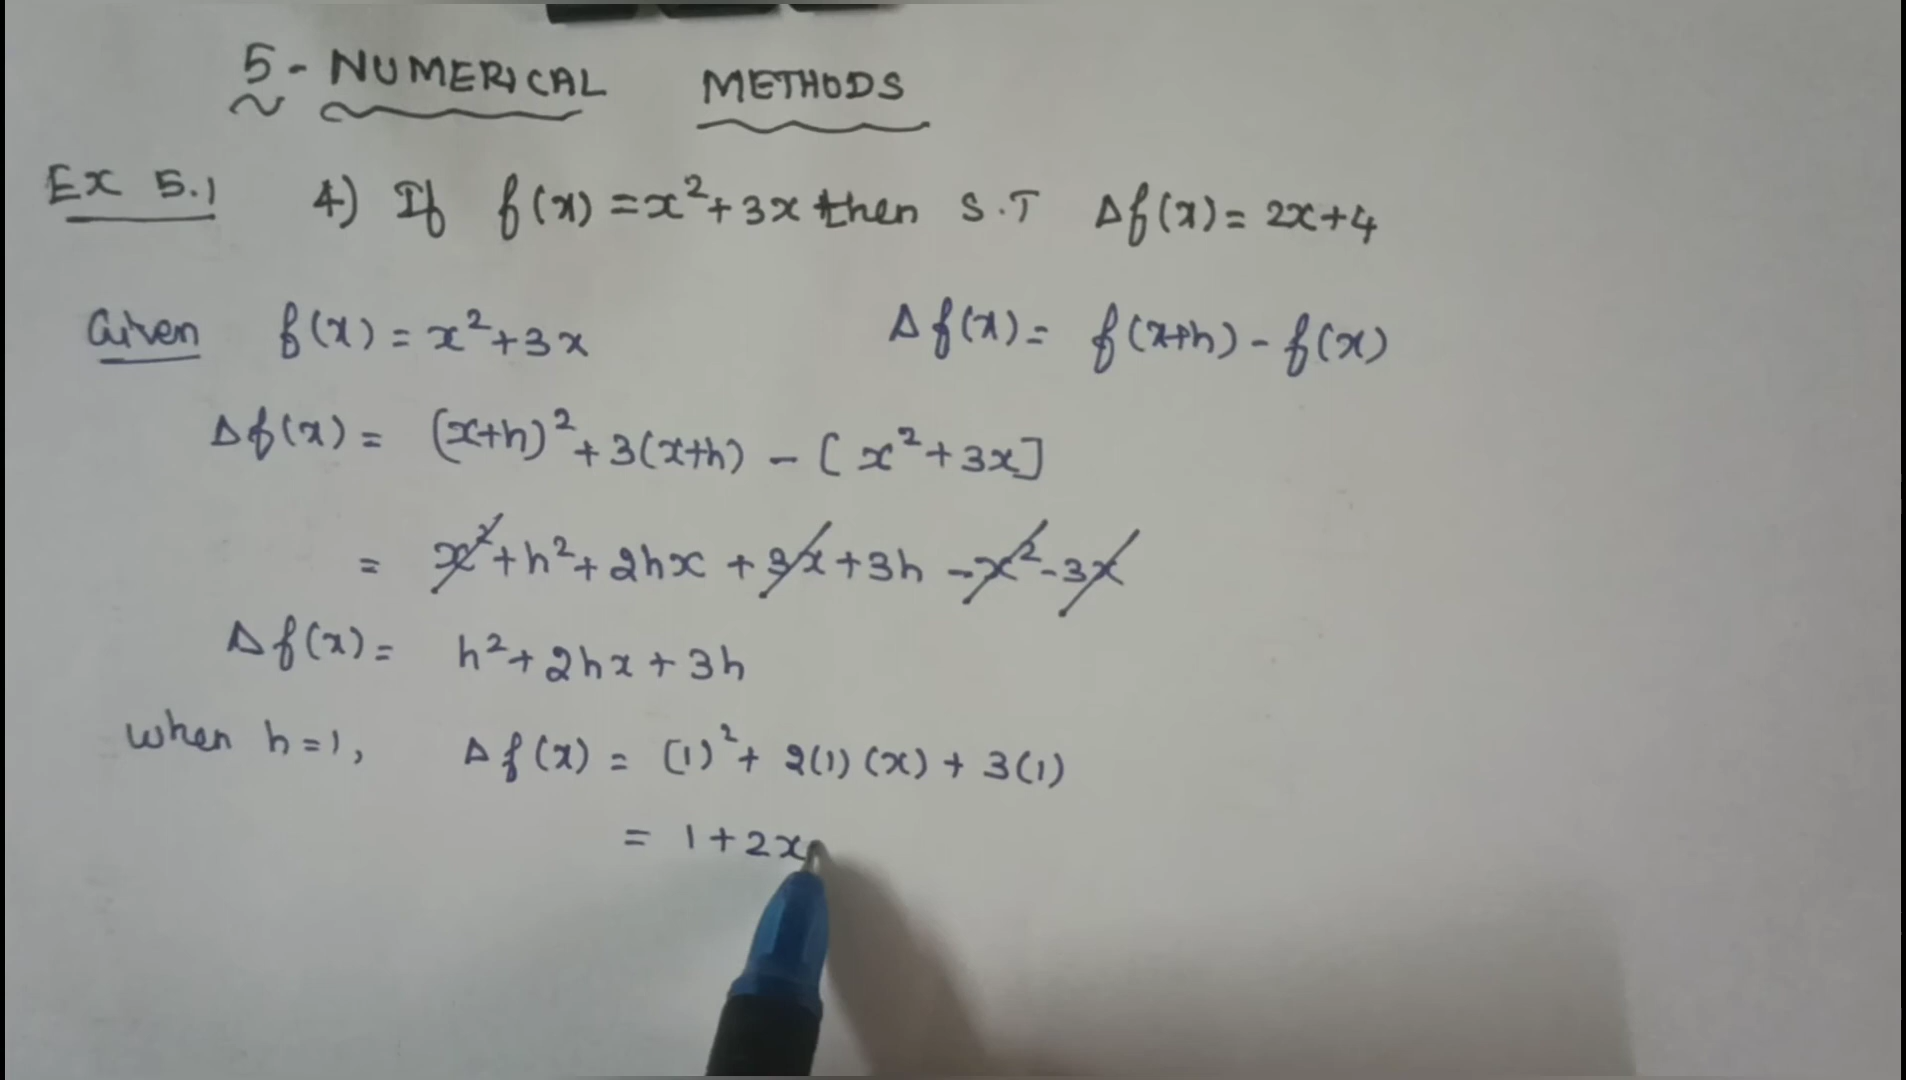 5 - NUMERICAL METHODS
Ex 5.1 4) If f(x) = x²+3x then S.T Δf(x) = 2x+4
Given f(x) = x²+3x Δf(x) = f(x+h) - f(x)
Δf(x) = (x+h)²+3(x+h) - [x²+3x]
= x²+h²+2hx+3x+3h-x²-3x
Δf(x) = h²+2hx+3h
When h=1, Δf(x) = (1)²+2(1)(x)+3(1)
= 1+2x